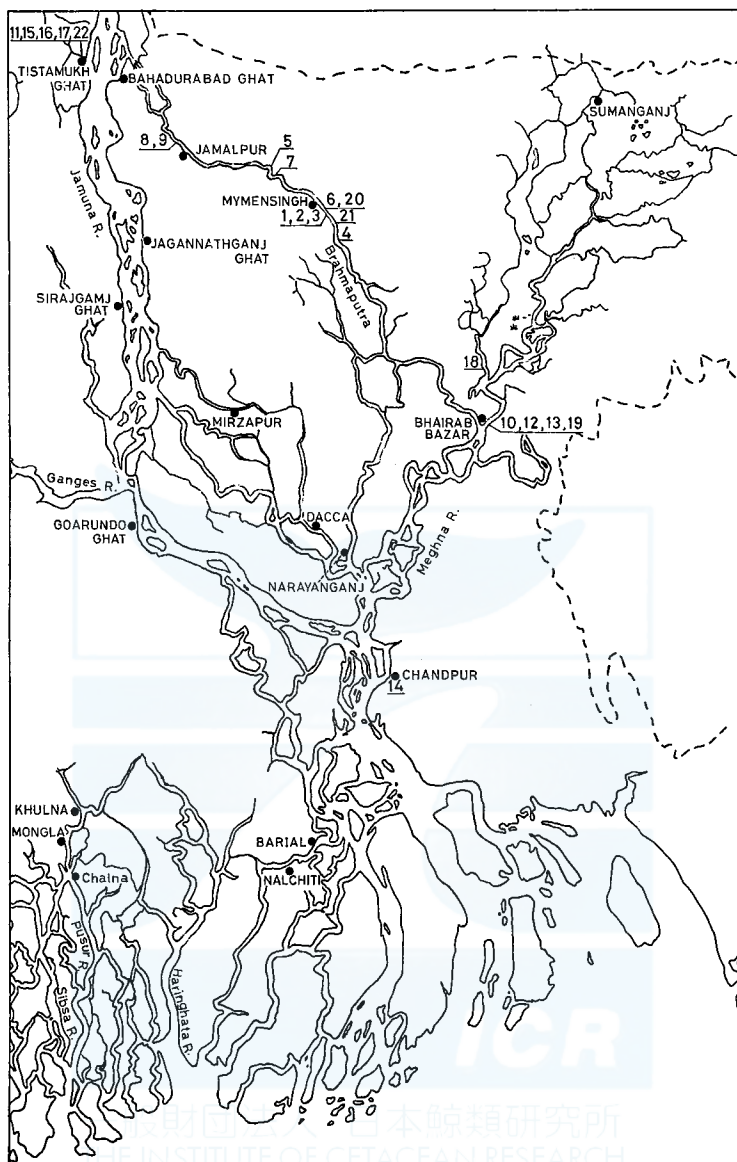 11,15,16,17,22
TISTAMUKH
GHAT
BAHADURABAD GHAT
SUMANGANJ
8,9
JAMALPUR
5
7
MYMENSINGH
6,20
1,2,3
21
4
Jamuna R.
JAGANNATHGANJ
GHAT
Brahmaputra
SIRAJGAMJ
GHAT
18
MIRZAPUR
BHAIRAB
BAZAR
10,12,13,19
Ganges R.
GOARUNDO
GHAT
DACCA
Meghna R.
NARAYANGANJ
CHANDPUR
14
KHULNA
MONGLA
BARIAL
Chalna
NALCHITI
Pusur R.
Sibsa R.
Haringhata R.
ICR
般財団法人 日本鯨類研究所
THE INSTITUTE OF CETACEAN RESEARCH